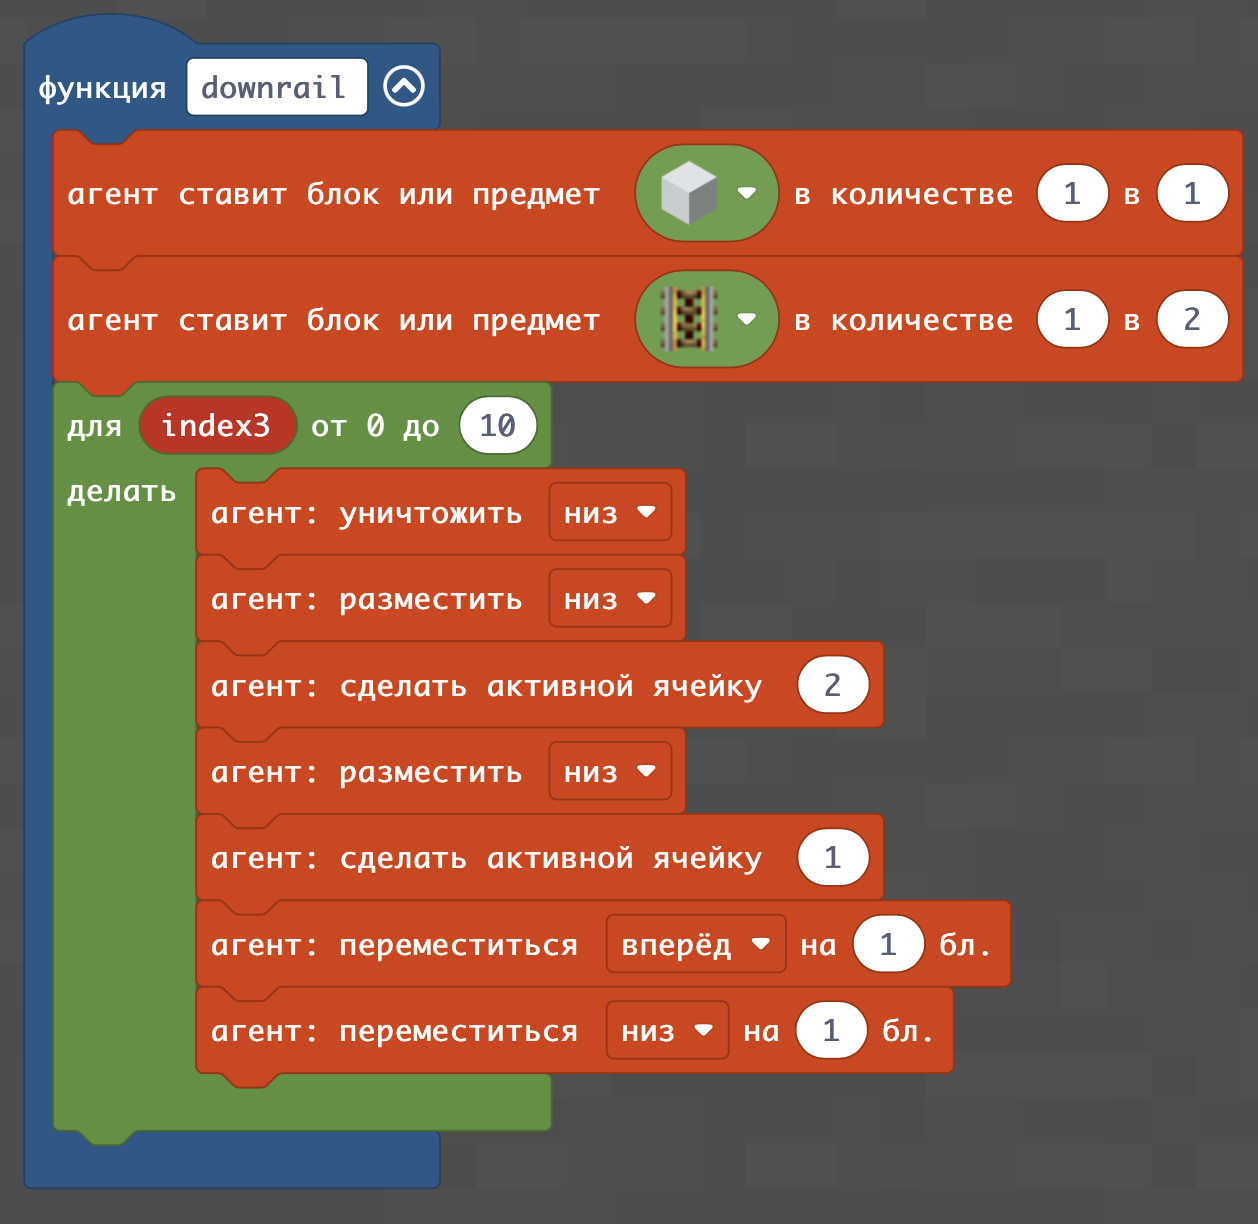 функция downrail
агент ставит блок или предмет в количестве 1 в 1
агент ставит блок или предмет в количестве 1 в 2
для index3 от 0 до 10
делать
агент: уничтожить низ
агент: разместить низ
агент: сделать активной ячейку 2
агент: разместить низ
агент: сделать активной ячейку 1
агент: переместиться вперёд на 1 бл.
агент: переместиться низ на 1 бл.